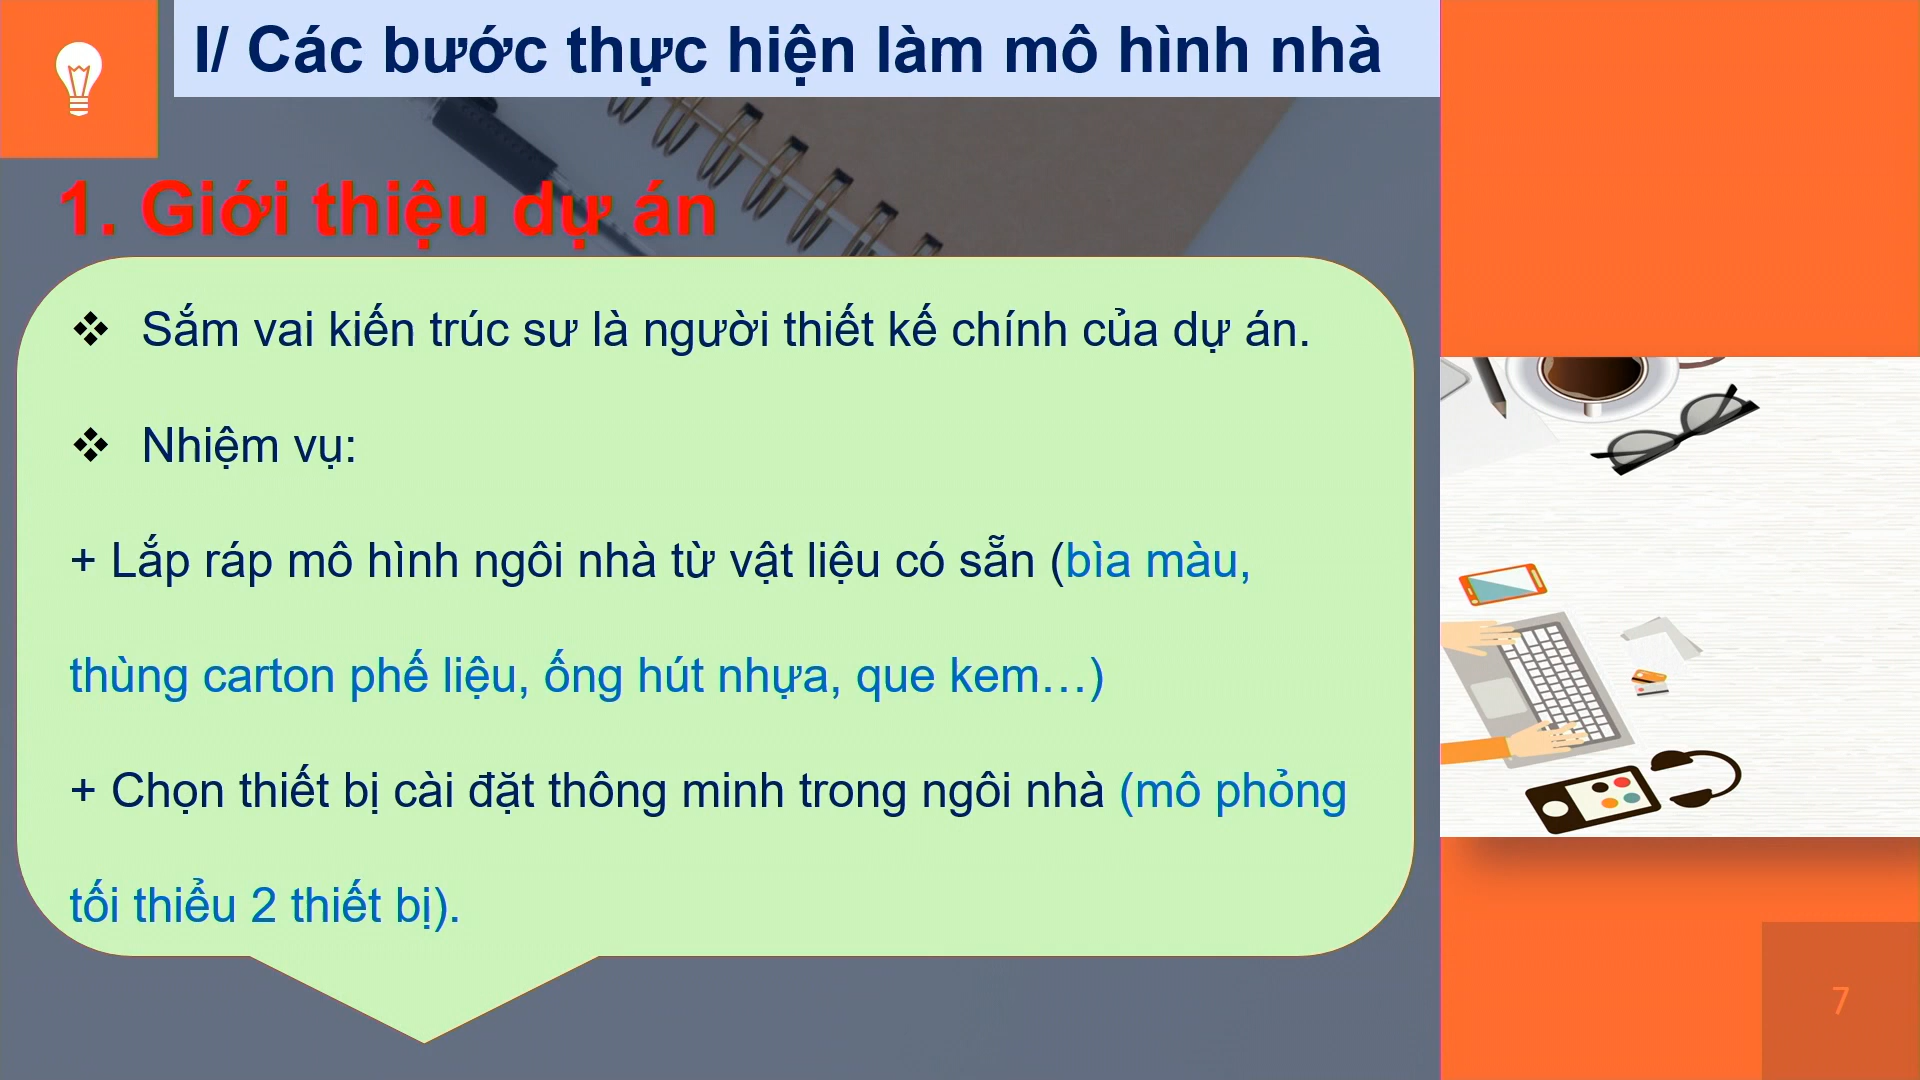 I/ Các bước thực hiện làm mô hình nhà
1. Giới thiệu dự án
❖ Sắm vai kiến trúc sư là người thiết kế chính của dự án.
❖ Nhiệm vụ:
+ Lắp ráp mô hình ngôi nhà từ vật liệu có sẵn (bìa màu,
thùng carton phế liệu, ống hút nhựa, que kem…)
+ Chọn thiết bị cài đặt thông minh trong ngôi nhà (mô phỏng
tối thiểu 2 thiết bị).
7